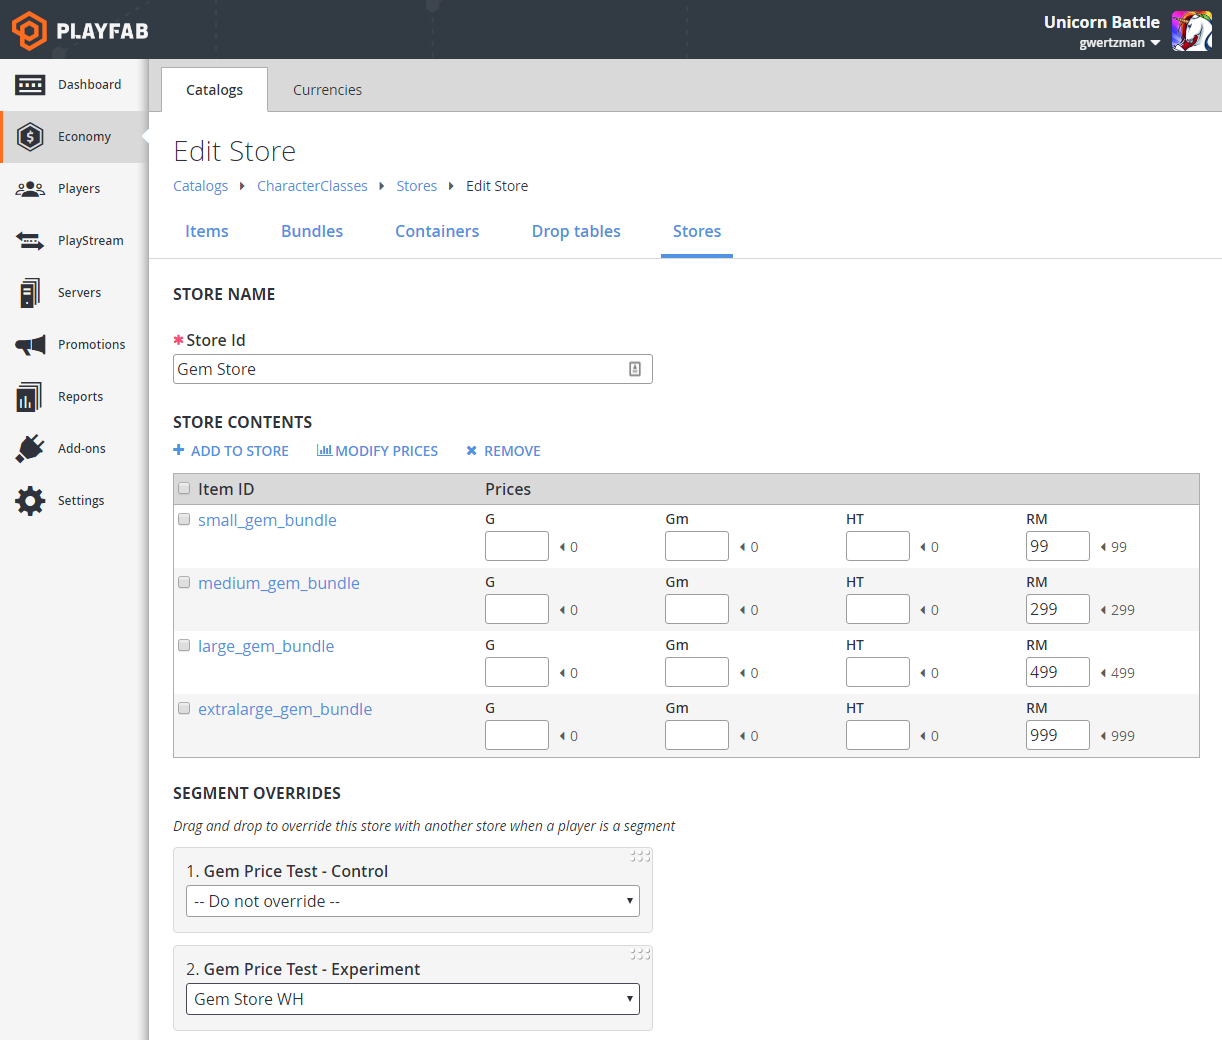 PLAYFAB
Unicorn Battle
gwertzman
Dashboard
Economy
Players
PlayStream
Servers
Promotions
Reports
Add-ons
Settings
Catalogs Currencies
Edit Store
Catalogs CharacterClasses Stores Edit Store
Items Bundles Containers Drop tables Stores
STORE NAME
* Store Id
Gem Store
STORE CONTENTS
+ ADD TO STORE MODIFY PRICES × REMOVE
Item ID Prices
small_gem_bundle G Gm HT RM
0 0 0 99 99
medium_gem_bundle G Gm HT RM
0 0 0 299 299
large_gem_bundle G Gm HT RM
0 0 0 499 499
extralarge_gem_bundle G Gm HT RM
0 0 0 999 999
SEGMENT OVERRIDES
Drag and drop to override this store with another store when a player is a segment
1. Gem Price Test - Control
-- Do not override --
2. Gem Price Test - Experiment
Gem Store WH